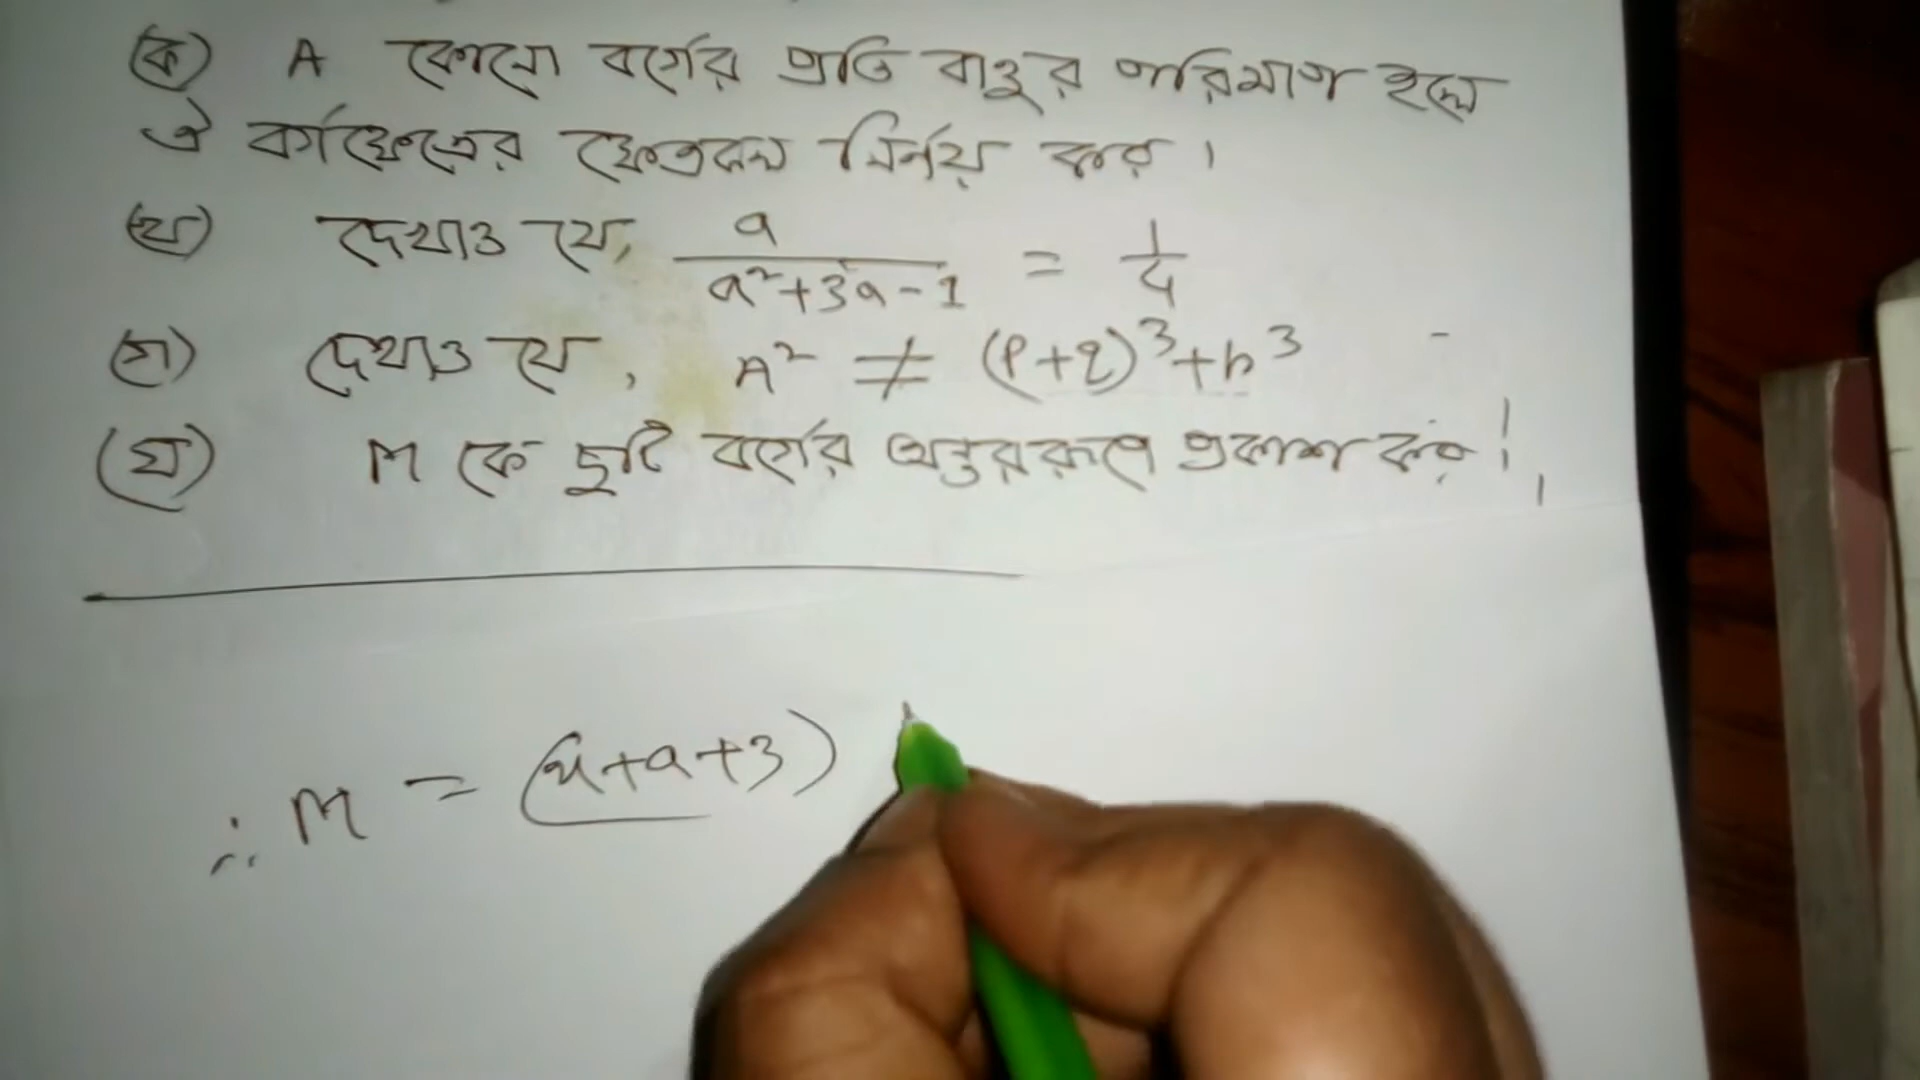 (ক) A কোনো বর্গের প্রতি বাহুর পরিমাণ হলে
ঐ বর্গক্ষেত্রের ক্ষেত্রফল নির্ণয় কর।
(খ) দেখাও যে, a/(a²+3a-1) = 1/4
(গ) দেখাও যে, A² ≠ (p+q)³+b³
(ঘ) M কে দুটি বর্গের অন্তররূপে প্রকাশ কর।
∴ M = (x+a+3)